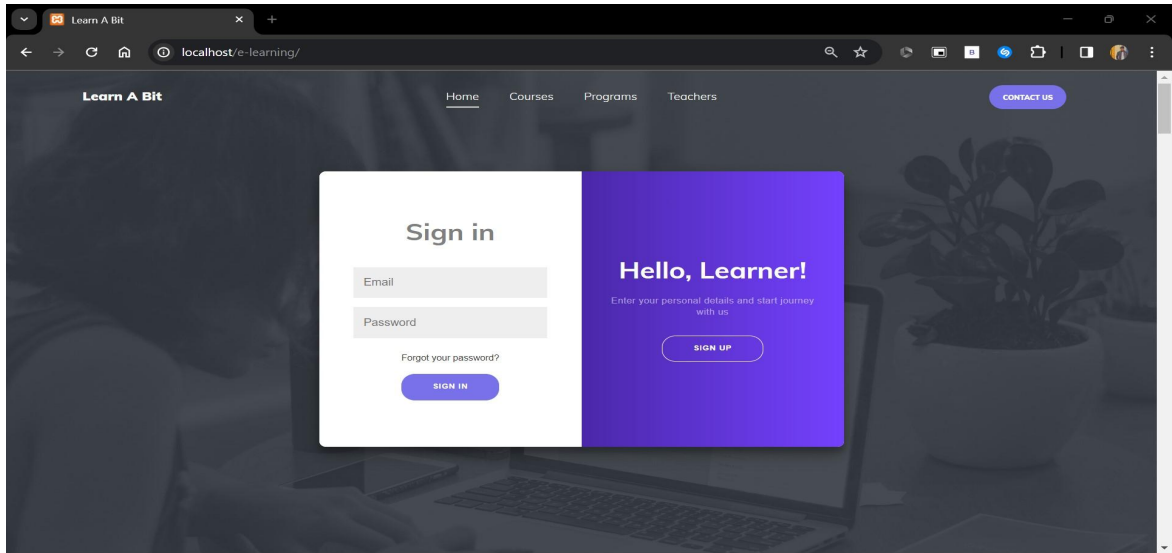 Learn A Bit
localhost/e-learning/
Learn A Bit
Home Courses Programs Teachers
CONTACT US
Sign in
Email
Password
Forgot your password?
SIGN IN
Hello, Learner!
Enter your personal details and start journey
with us
SIGN UP